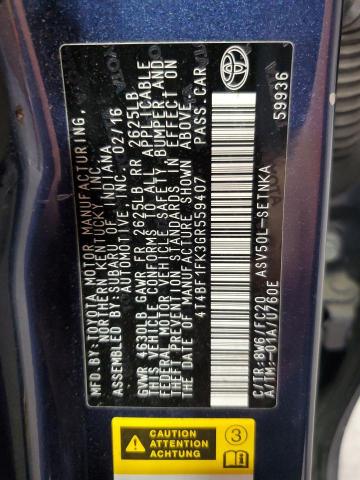 MFD.BY:TOYOTA MOTOR MANUFACTURING,
NORTHERN KENTUCKY, INC.
ASSEMBLED BY: SUBARU OF INDIANA
AUTOMOTIVE INC. 02/16
GVWR 4630LB GAWR FR 2625LB RR 2625LB
THIS VEHICLE CONFORMS TO ALL APPLICABLE
FEDERAL MOTOR VEHICLE SAFETY, BUMPER, AND
THEFT PREVENTION STANDARDS IN EFFECT ON
THE DATE OF MANUFACTURE SHOWN ABOVE.
4T4BF1FK3GR559407 PASS.CAR
C/TR:8W6/FC20 ASV50L-SETNKA
A/TM:-01A/U760E 59936
CAUTION
ATTENTION
ACHTUNG
3